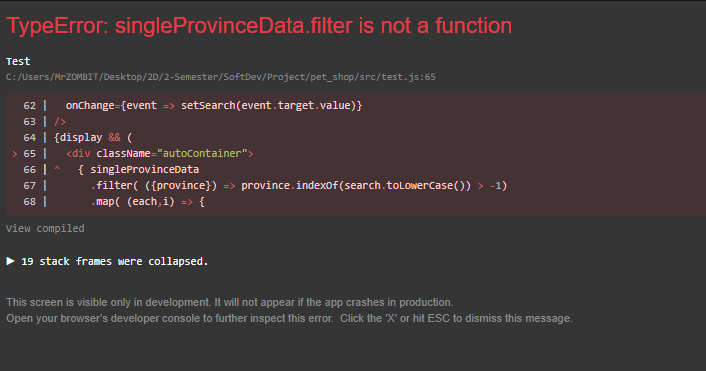 TypeError: singleProvinceData.filter is not a function
Test
C:/Users/MrZOMBIT/Desktop/2D/2-Semester/SoftDev/Project/pet_shop/src/test.js:65
62 |   onChange={event => setSearch(event.target.value)}
63 | />
64 | {display && (
> 65 |   <div className="autoContainer">
66 | ^   { singleProvinceData
67 |       .filter( ({province}) => province.indexOf(search.toLowerCase()) > -1)
68 |       .map( (each,i) => {
View compiled
▶ 19 stack frames were collapsed.
This screen is visible only in development. It will not appear if the app crashes in production.
Open your browser's developer console to further inspect this error.  Click the 'X' or hit ESC to dismiss this message.